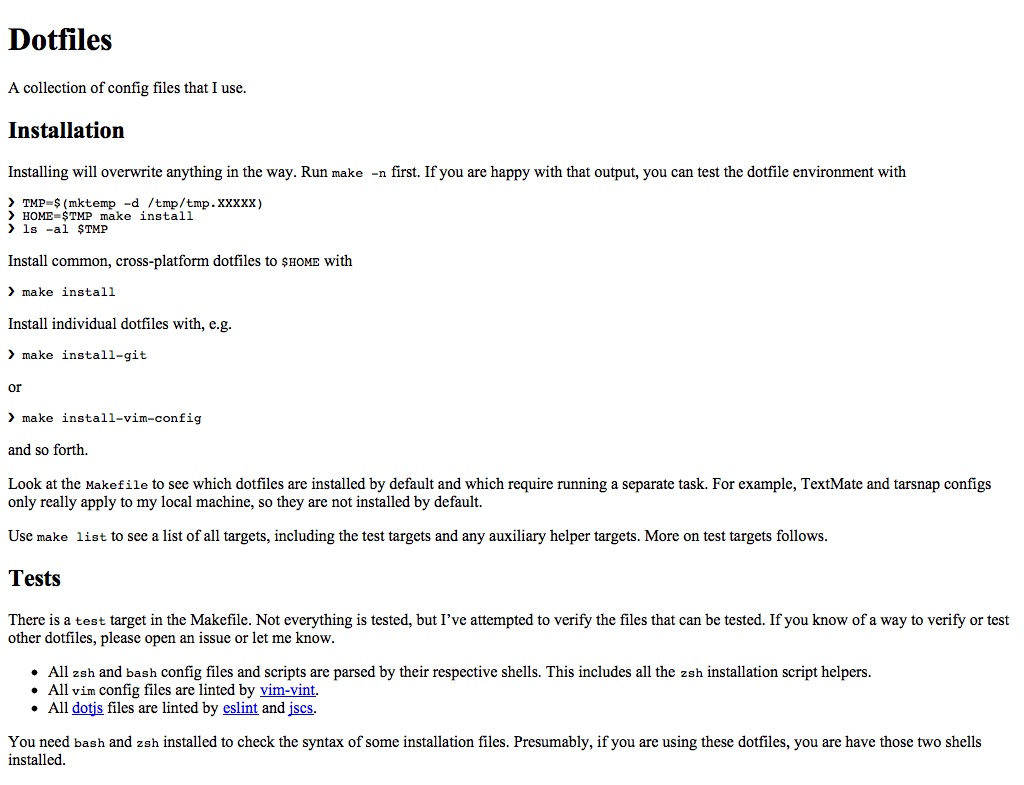 Dotfiles
A collection of config files that I use.
Installation
Installing will overwrite anything in the way. Run make -n first. If you are happy with that output, you can test the dotfile environment with
❯ TMP=$(mktemp -d /tmp/tmp.XXXXX)
❯ HOME=$TMP make install
❯ ls -al $TMP
Install common, cross-platform dotfiles to $HOME with
❯ make install
Install individual dotfiles with, e.g.
❯ make install-git
or
❯ make install-vim-config
and so forth.
Look at the Makefile to see which dotfiles are installed by default and which require running a separate task. For example, TextMate and tarsnap configs
only really apply to my local machine, so they are not installed by default.
Use make list to see a list of all targets, including the test targets and any auxiliary helper targets. More on test targets follows.
Tests
There is a test target in the Makefile. Not everything is tested, but I’ve attempted to verify the files that can be tested. If you know of a way to verify or test
other dotfiles, please open an issue or let me know.
• All zsh and bash config files and scripts are parsed by their respective shells. This includes all the zsh installation script helpers.
• All vim config files are linted by vim-vint.
• All dotjs files are linted by eslint and jscs.
You need bash and zsh installed to check the syntax of some installation files. Presumably, if you are using these dotfiles, you are have those two shells
installed.